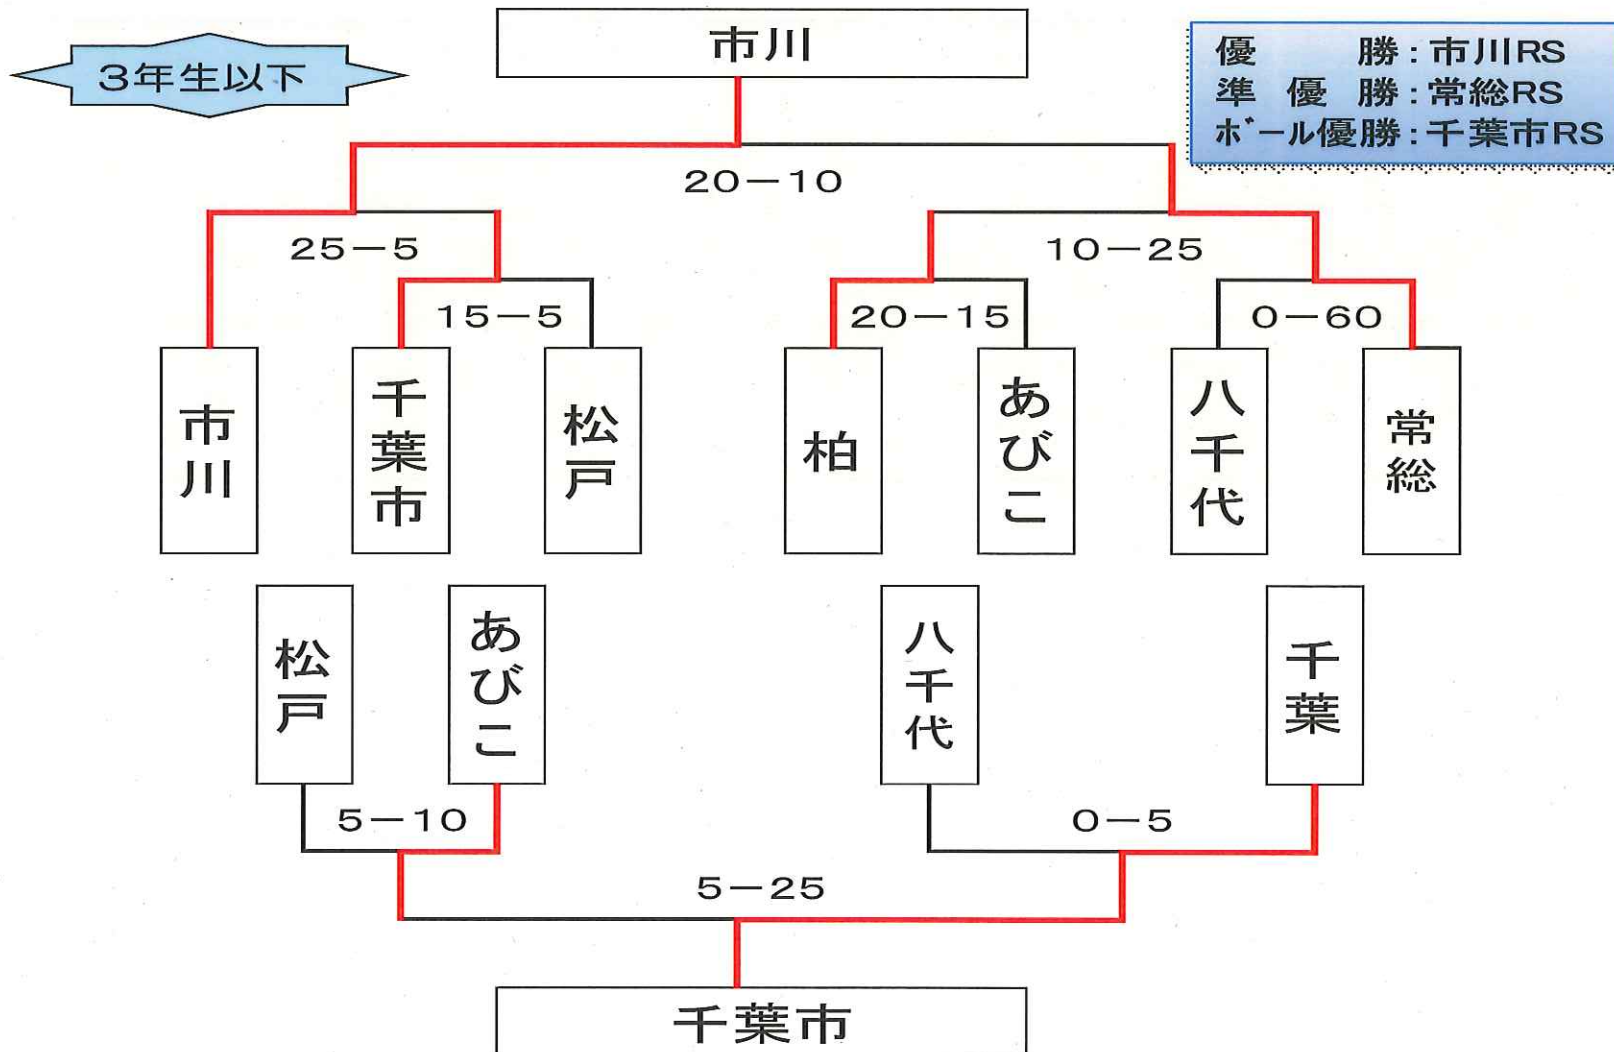 市川
3年生以下
優　　勝：市川RS
準　優　勝：常総RS
ボール優勝：千葉市RS
20－10
25－5
10－25
15－5
20－15
0－60
市川
千葉市
松戸
柏
あびこ
八千代
常総
松戸
あびこ
八千代
千葉
5－10
0－5
5－25
千葉市